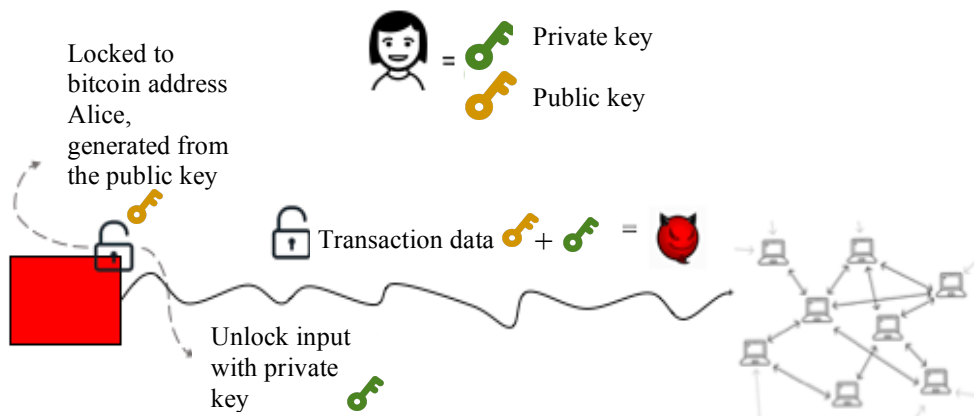 Private key
Public key
=
Locked to
bitcoin address
Alice,
generated from
the public key
Transaction data + =
Unlock input
with private
key